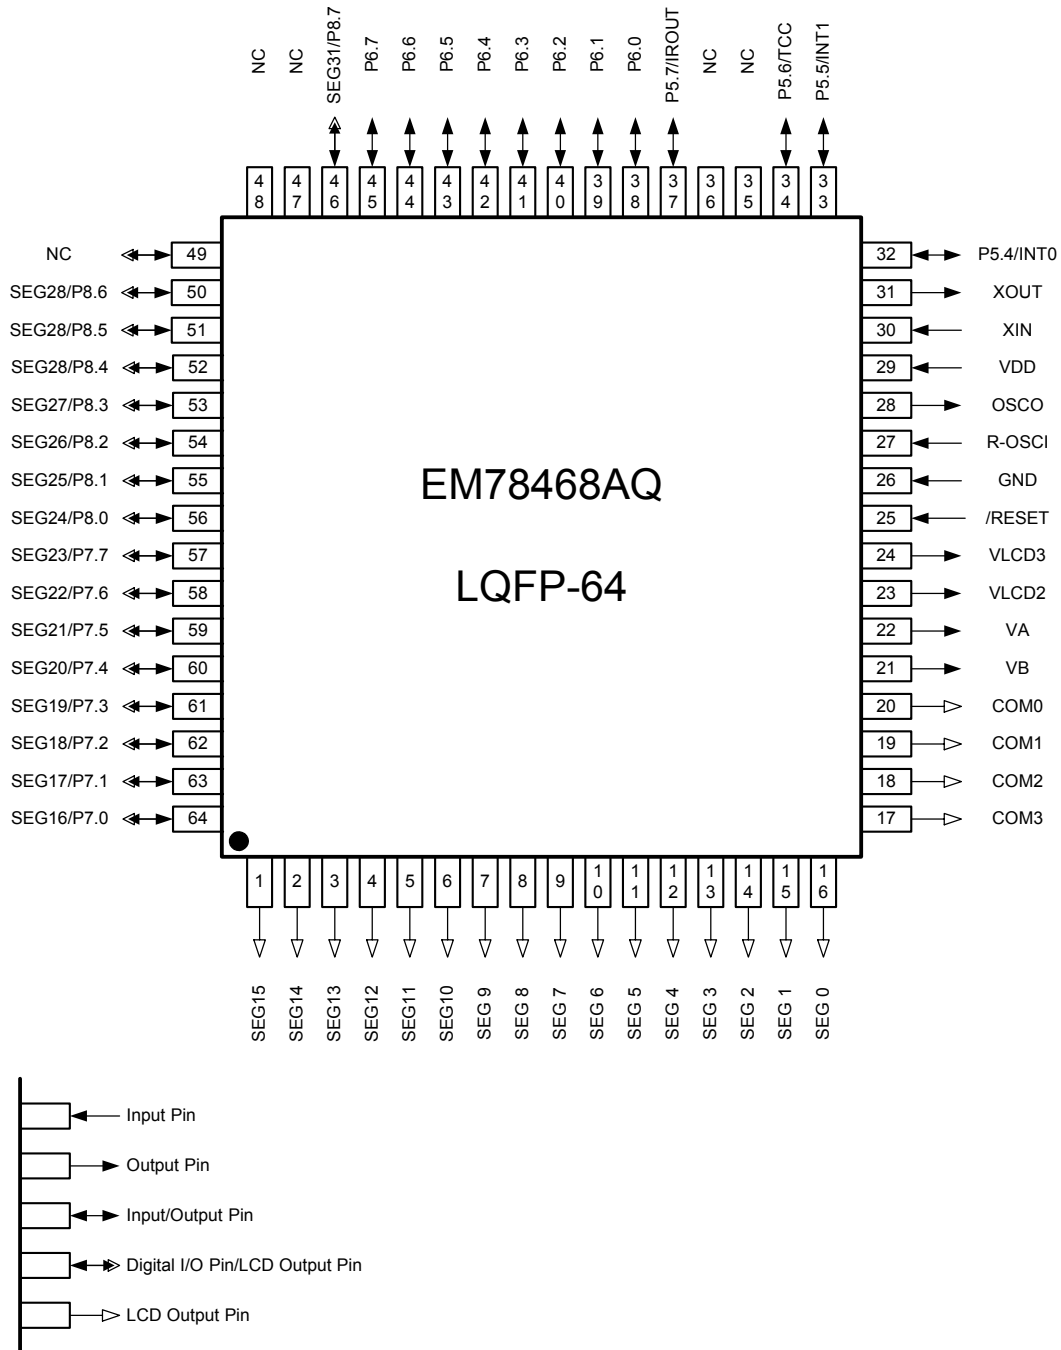 NC
NC
SEG31/P8.7
P6.7
P6.6
P6.5
P6.4
P6.3
P6.2
P6.1
P6.0
P5.7/IROUT
NC
NC
P5.6/TCC
P5.5/INT1
48
47
46
45
44
43
42
41
40
39
38
37
36
35
34
33
NC 49
SEG28/P8.6 50
SEG28/P8.5 51
SEG28/P8.4 52
SEG27/P8.3 53
SEG26/P8.2 54
SEG25/P8.1 55
SEG24/P8.0 56
SEG23/P7.7 57
SEG22/P7.6 58
SEG21/P7.5 59
SEG20/P7.4 60
SEG19/P7.3 61
SEG18/P7.2 62
SEG17/P7.1 63
SEG16/P7.0 64
EM78468AQ
LQFP-64
32 P5.4/INT0
31 XOUT
30 XIN
29 VDD
28 OSCO
27 R-OSCI
26 GND
25 /RESET
24 VLCD3
23 VLCD2
22 VA
21 VB
20 COM0
19 COM1
18 COM2
17 COM3
1
2
3
4
5
6
7
8
9
10
11
12
13
14
15
16
SEG15
SEG14
SEG13
SEG12
SEG11
SEG10
SEG 9
SEG 8
SEG 7
SEG 6
SEG 5
SEG 4
SEG 3
SEG 2
SEG 1
SEG 0
Input Pin
Output Pin
Input/Output Pin
Digital I/O Pin/LCD Output Pin
LCD Output Pin